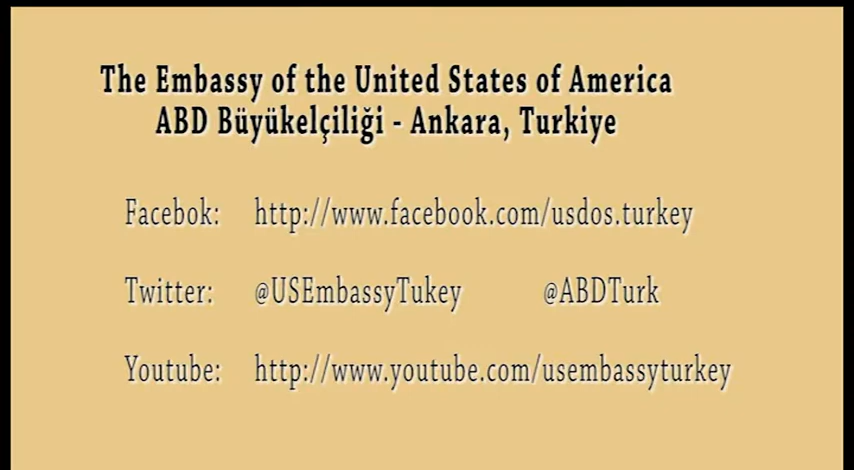 The Embassy of the United States of America
ABD Büyükelçiliği - Ankara, Turkiye
Facebok: http://www.facebook.com/usdos.turkey
Twitter: @USEmbassyTukey @ABDTurk
Youtube: http://www.youtube.com/usembassyturkey